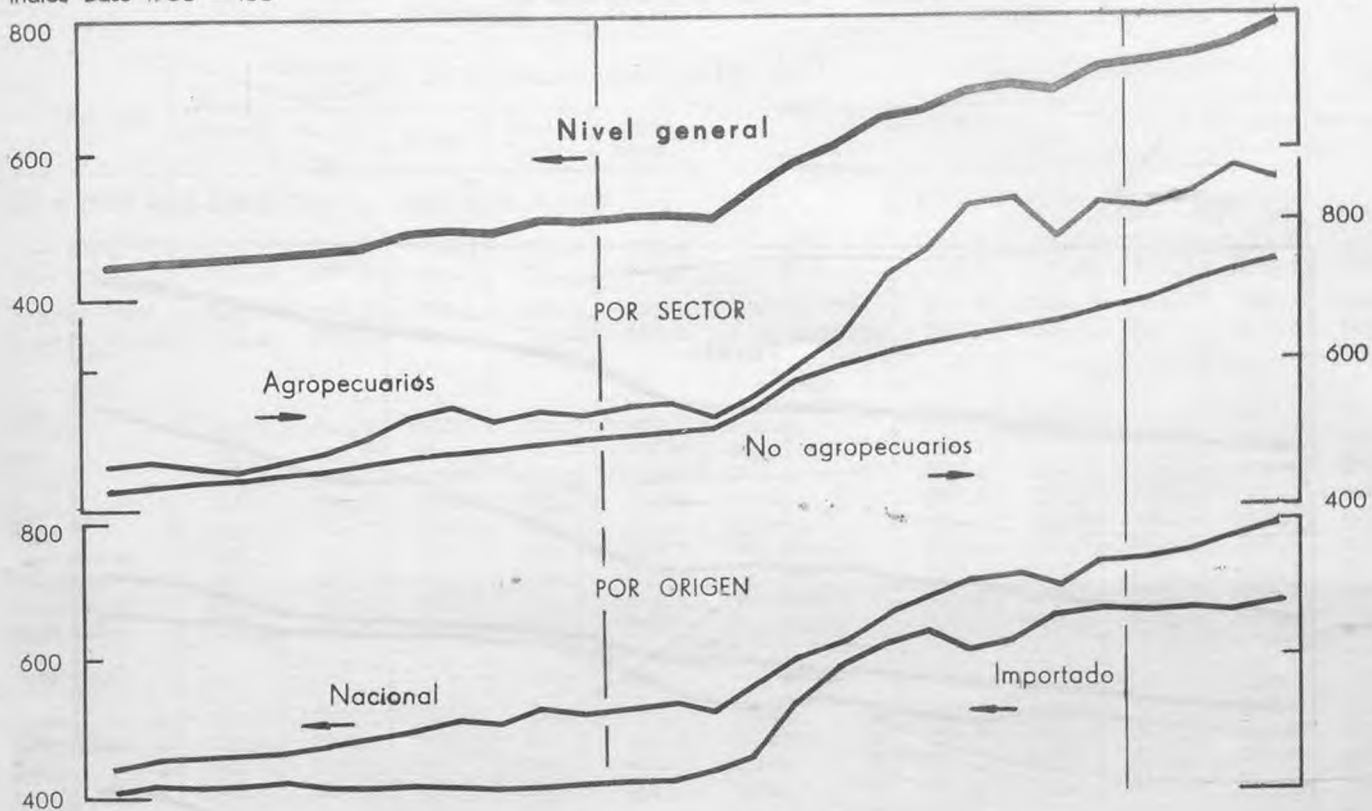 800
Nivel general
600
800
400
POR SECTOR
600
Agropecuarios
No agropecuarios
400
800
POR ORIGEN
600
Importado
Nacional
400